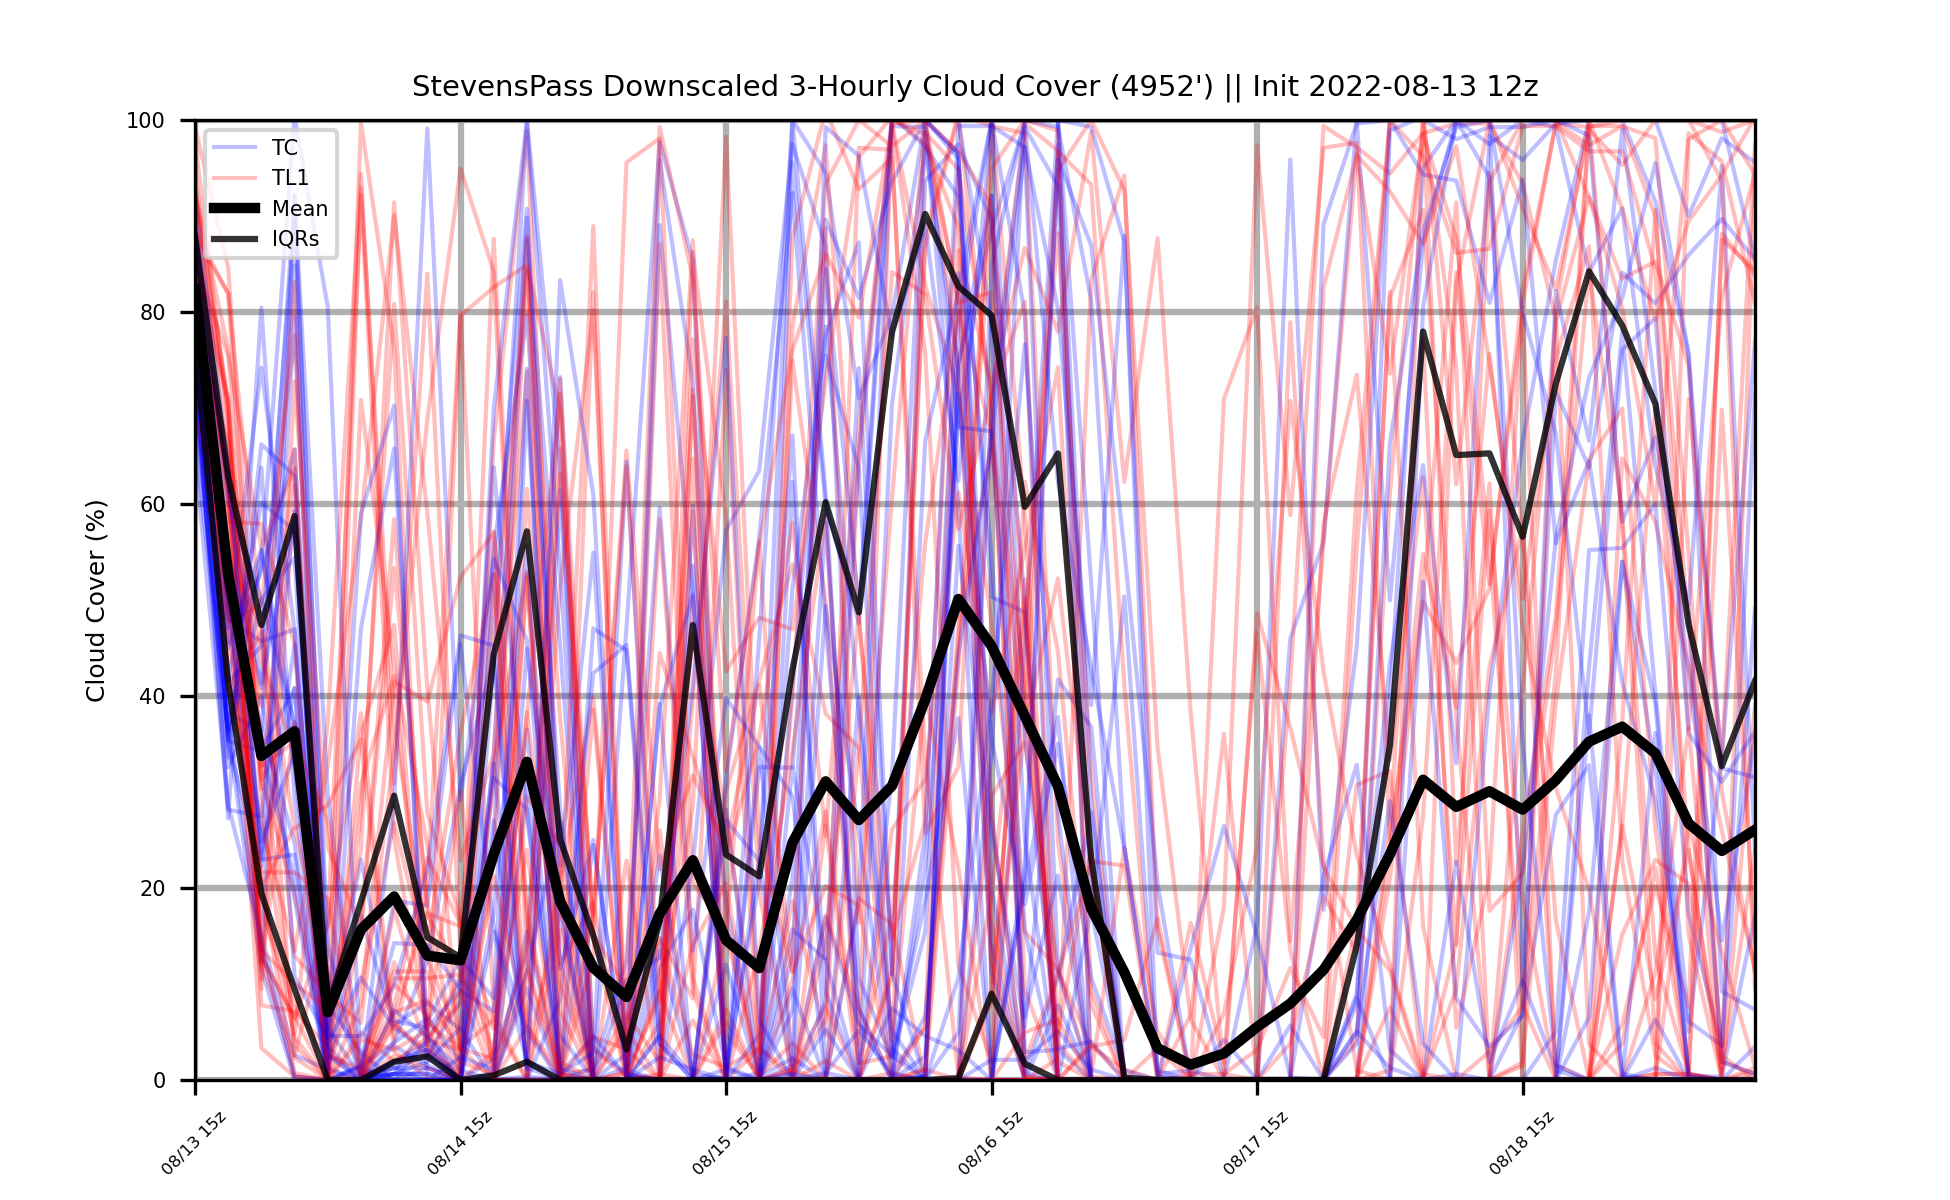 StevensPass Downscaled 3-Hourly Cloud Cover (4952') || Init 2022-08-13 12z
TC
TL1
Mean
IQRs
Cloud Cover (%)
100
80
60
40
20
0
08/13 15z
08/14 15z
08/15 15z
08/16 15z
08/17 15z
08/18 15z